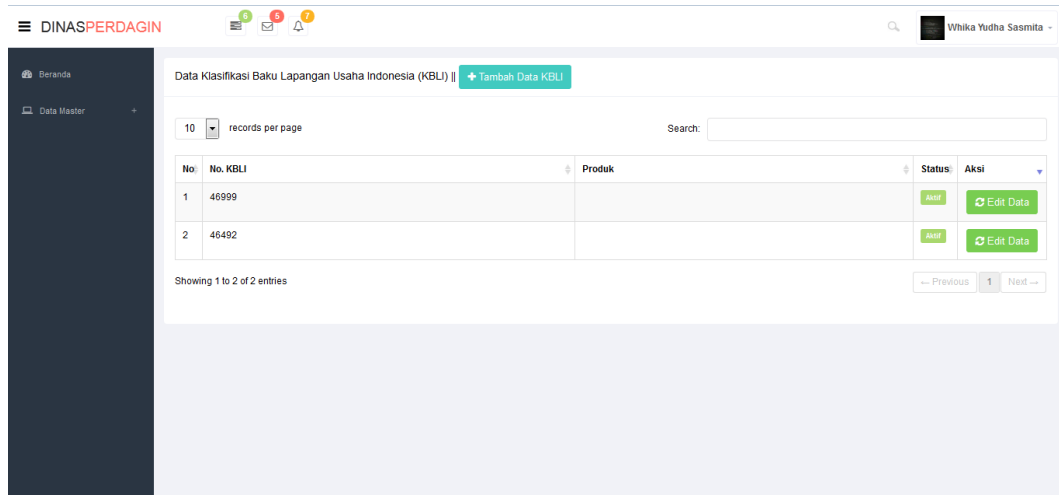 DINASPERDAGIN 6 5 7 Whika Yudha Sasmita
Beranda
Data Master +
Data Klasifikasi Baku Lapangan Usaha Indonesia (KBLI) || + Tambah Data KBLI
10 records per page Search:
No No. KBLI Produk Status Aksi
1 46999 Aktif Edit Data
2 46492 Aktif Edit Data
Showing 1 to 2 of 2 entries ← Previous 1 Next →